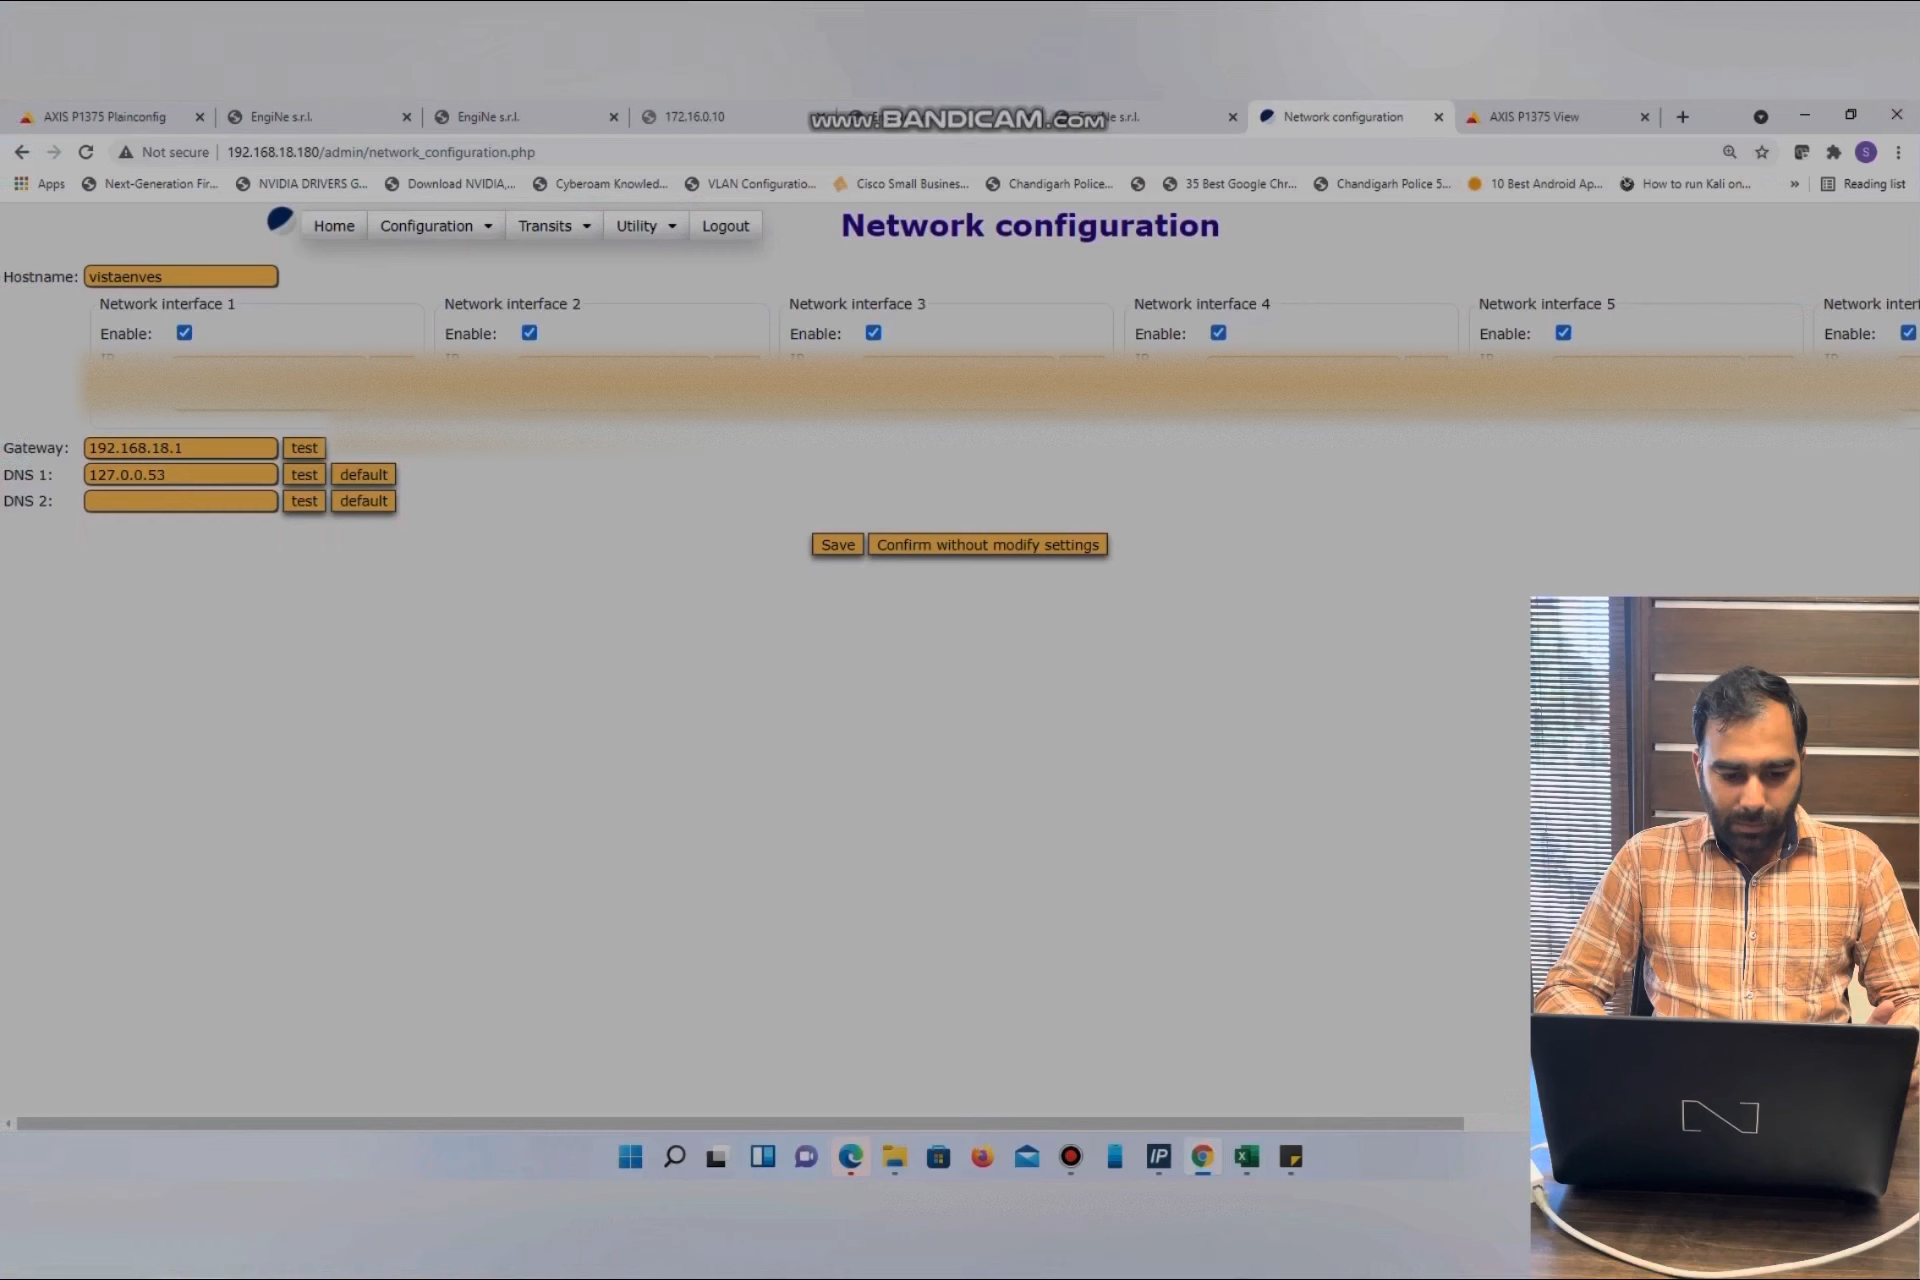 AXIS P1375 Plainconfig
EngiNe s.r.l.
EngiNe s.r.l.
172.16.0.10
www.BANDICAM.com
s.r.l.
Network configuration
AXIS P1375 View
Not secure
192.168.18.180/admin/network_configuration.php
S
Apps
Next-Generation Fir...
NVIDIA DRIVERS G...
Download NVIDIA,...
Cyberoam Knowled...
VLAN Configuratio...
Cisco Small Busines...
Chandigarh Police...
35 Best Google Chr...
Chandigarh Police 5...
10 Best Android Ap...
How to run Kali on...
»
Reading list
Home
Configuration
Transits
Utility
Logout
Network configuration
Hostname: vistaenves
Network interface 1
Network interface 2
Network interface 3
Network interface 4
Network interface 5
Network inter
Enable:
Enable:
Enable:
Enable:
Enable:
Enable:
Gateway: 192.168.18.1 test
DNS 1: 127.0.0.53 test default
DNS 2: test default
Save
Confirm without modify settings
IP
N